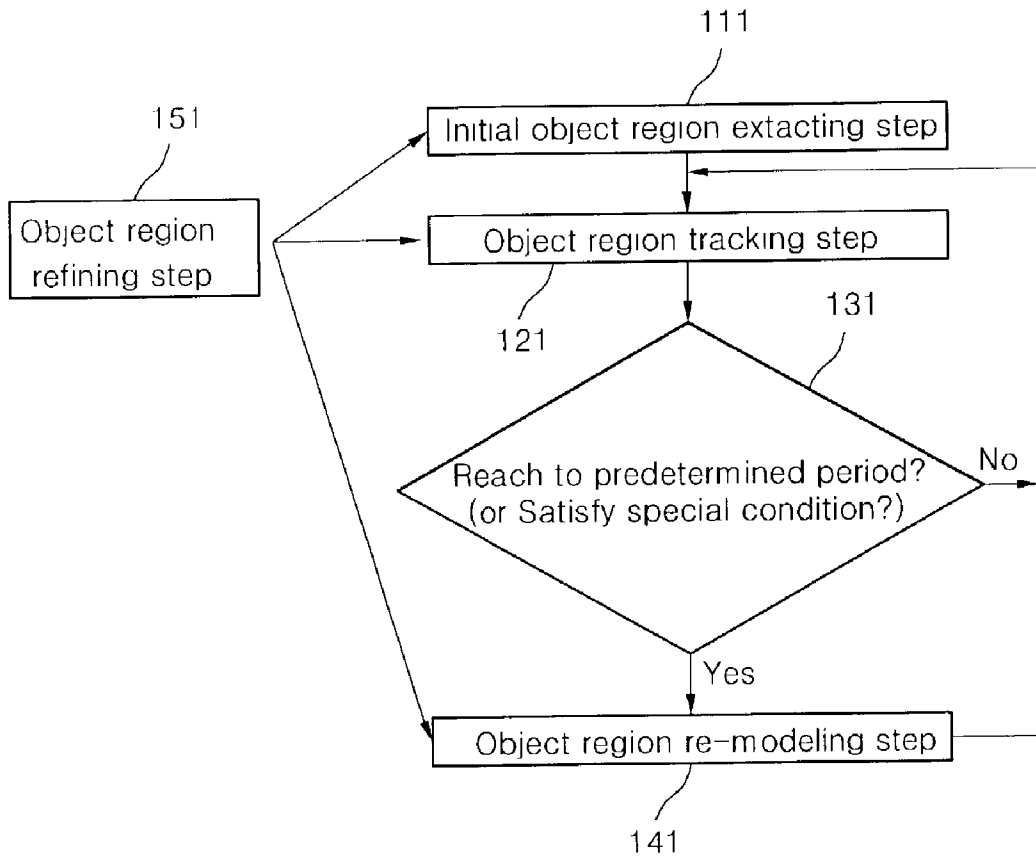 111
Initial object region extacting step
151
Object region
refining step
Object region tracking step
121
131
Reach to predetermined period?
(or Satisfy special condition?)
No
Yes
Object region re-modeling step
141